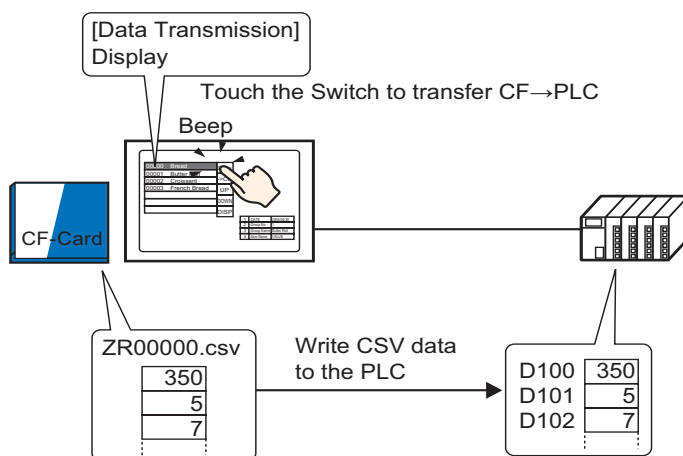 [Data Transmission]
Display
Touch the Switch to transfer CF→PLC
Beep
00000 Bread
00001 Butter
00002 Croissant
00003 French Bread
UP
DOWN
DISP
CF-Card
ZR00000.csv
350
5
7
Write CSV data
to the PLC
D100 350
D101 5
D102 7